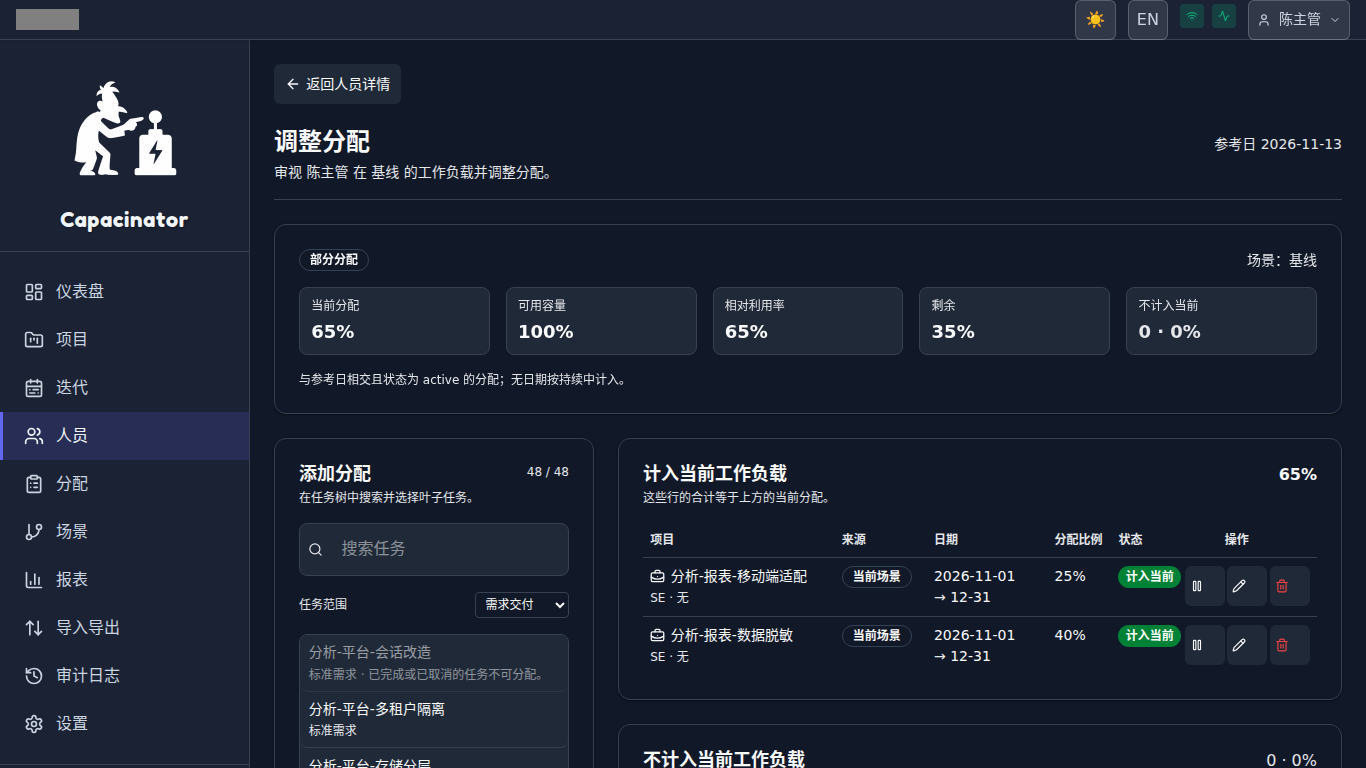 EN
陈主管
Capacinator
仪表盘
项目
迭代
人员
分配
场景
报表
导入导出
审计日志
设置
返回人员详情
调整分配
审视 陈主管 在 基线 的工作负载并调整分配。
参考日 2026-11-13
部分分配
场景：基线
当前分配
65%
可用容量
100%
相对利用率
65%
剩余
35%
不计入当前
0 · 0%
与参考日相交且状态为 active 的分配；无日期按持续中计入。
添加分配
48 / 48
在任务树中搜索并选择叶子任务。
搜索任务
任务范围
需求交付
分析-平台-会话改造
标准需求 · 已完成或已取消的任务不可分配。
分析-平台-多租户隔离
标准需求
分析-平台-存储分层
计入当前工作负载
65%
这些行的合计等于上方的当前分配。
项目 来源 日期 分配比例 状态 操作
分析-报表-移动端适配 当前场景 2026-11-01 25% 计入当前
SE · 无 → 12-31
分析-报表-数据脱敏 当前场景 2026-11-01 40% 计入当前
SE · 无 → 12-31
不计入当前工作负载
0 · 0%